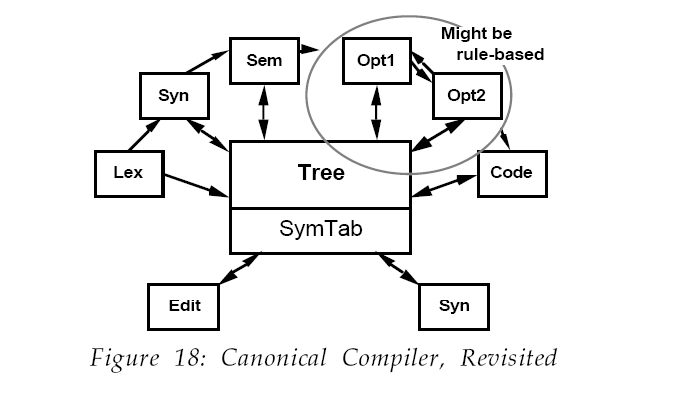 Might be
rule-based
Sem
Opt1
Syn
Opt2
Lex
Tree
Code
SymTab
Edit
Syn
Figure 18: Canonical Compiler, Revisited